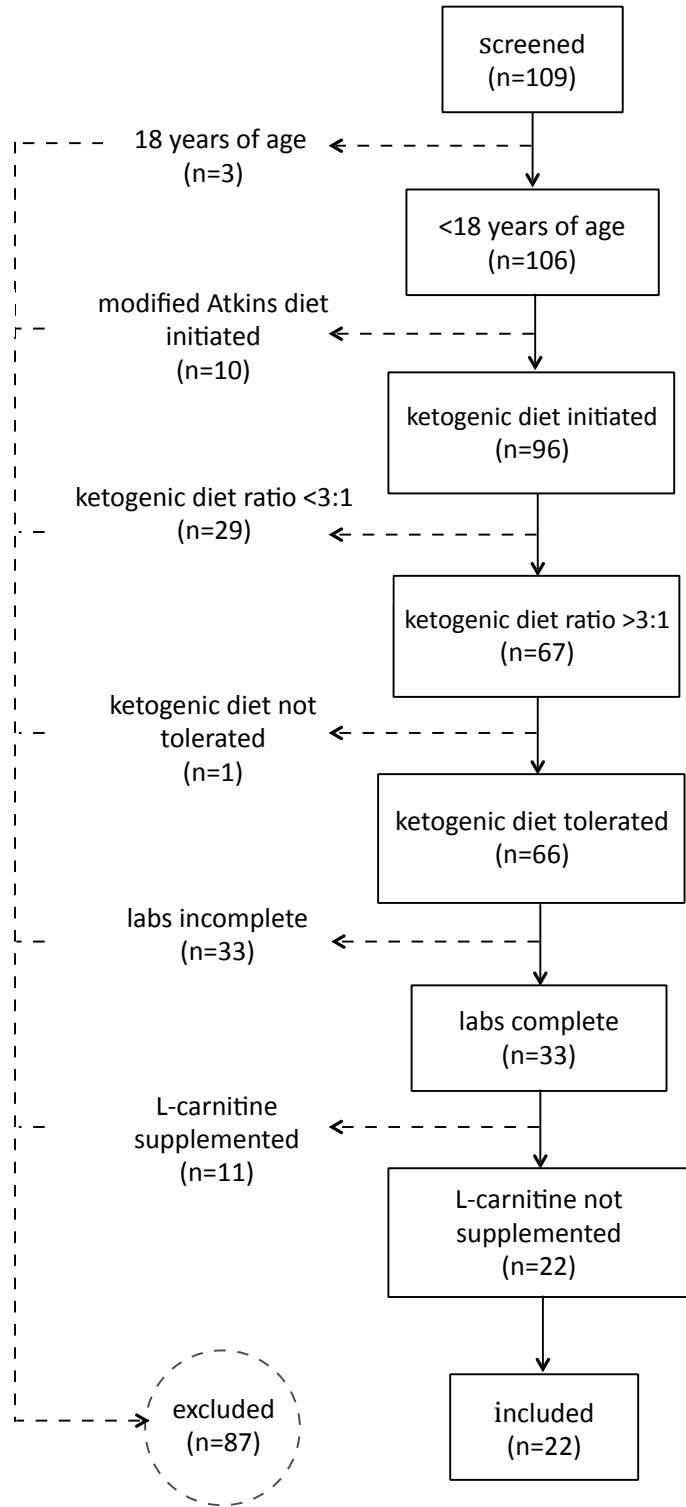 screened
(n=109)
18 years of age
(n=3)
<18 years of age
(n=106)
modified Atkins diet
initiated
(n=10)
ketogenic diet initiated
(n=96)
ketogenic diet ratio <3:1
(n=29)
ketogenic diet ratio >3:1
(n=67)
ketogenic diet not
tolerated
(n=1)
ketogenic diet tolerated
(n=66)
labs incomplete
(n=33)
labs complete
(n=33)
L-carnitine
supplemented
(n=11)
L-carnitine not
supplemented
(n=22)
excluded
(n=87)
included
(n=22)